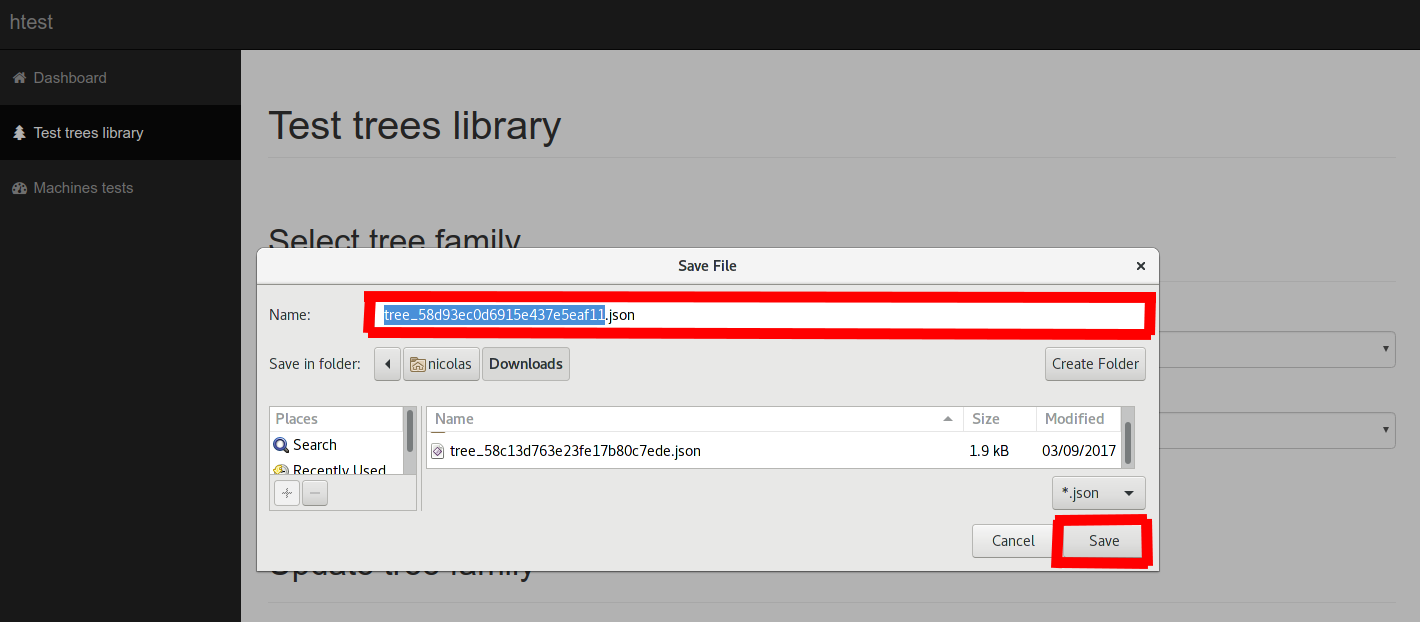 htest
Dashboard
Test trees library
Machines tests
Test trees library
Select tree family
Save File
Name: tree_58d93ec0d6915e437e5eaf11.json
Save in folder: nicolas Downloads Create Folder
Places Name Size Modified
Search
tree_58c13d763e23fe17b80c7ede.json 1.9 kB 03/09/2017
Recently Used
*.json
Cancel Save
Update tree family